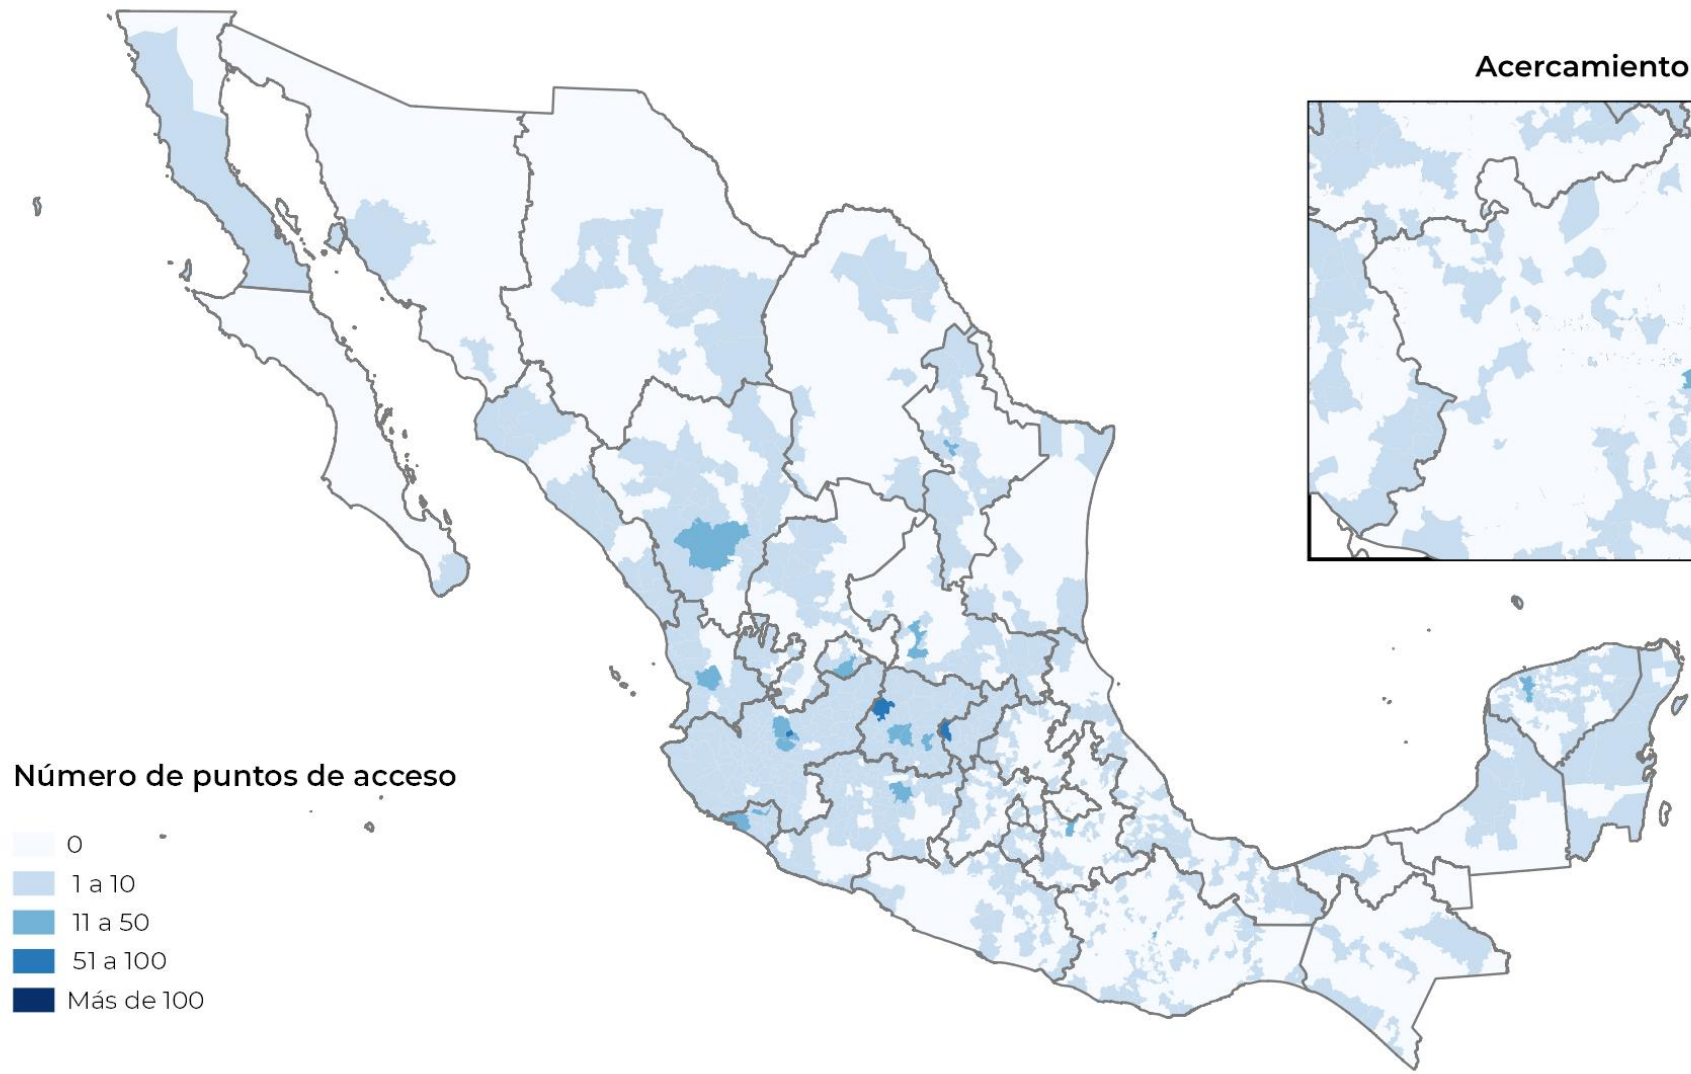 Acercamiento
Número de puntos de acceso
0
1 a 10
11 a 50
51 a 100
Más de 100